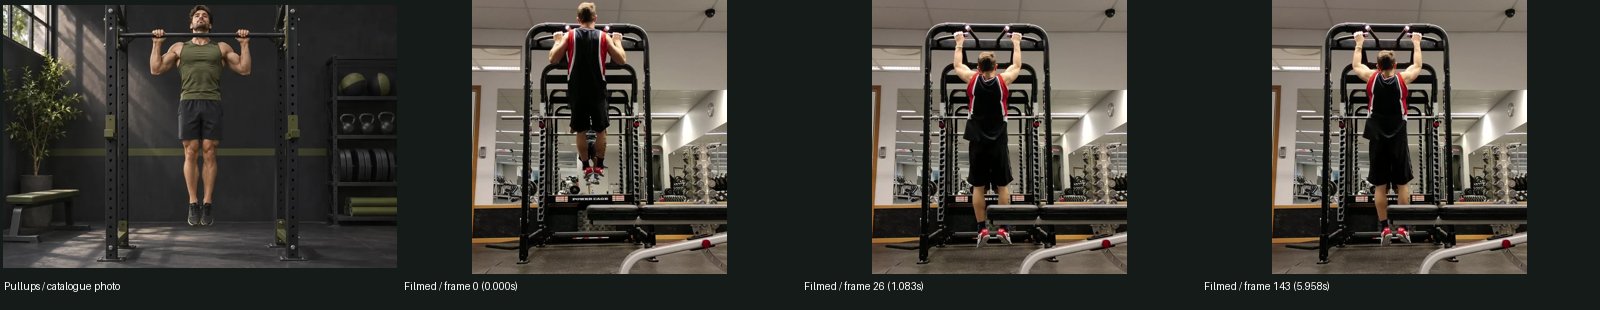 POWER CAGE
Pullups / catalogue photo
Filmed / frame 0 (0.000s)
Filmed / frame 26 (1.083s)
Filmed / frame 143 (5.958s)